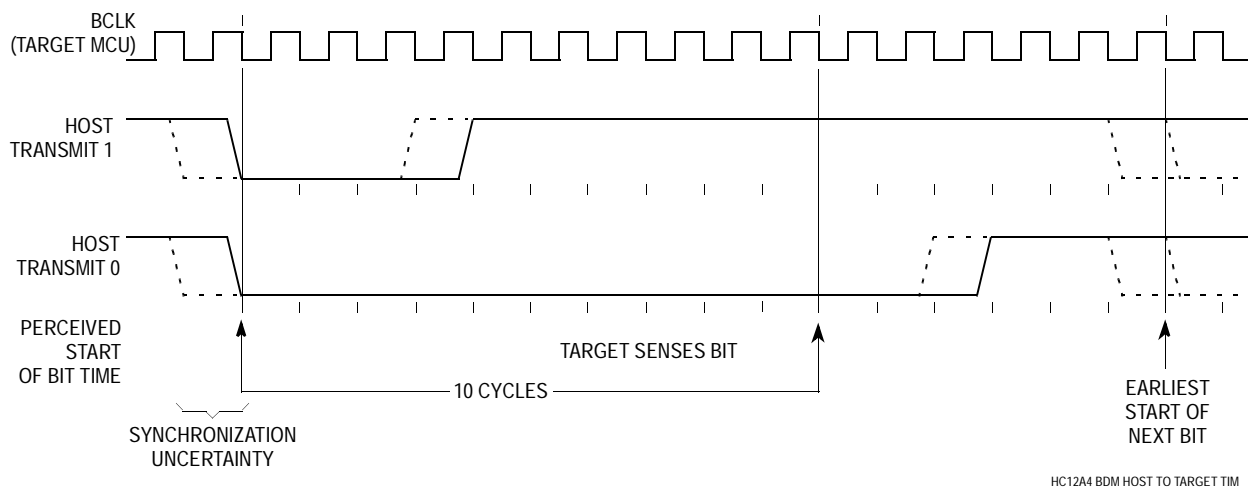 BCLK
(TARGET MCU)
HOST
TRANSMIT 1
HOST
TRANSMIT 0
PERCEIVED
START
OF BIT TIME
TARGET SENSES BIT
10 CYCLES
EARLIEST
START OF
NEXT BIT
SYNCHRONIZATION
UNCERTAINTY
HC12A4 BDM HOST TO TARGET TIM